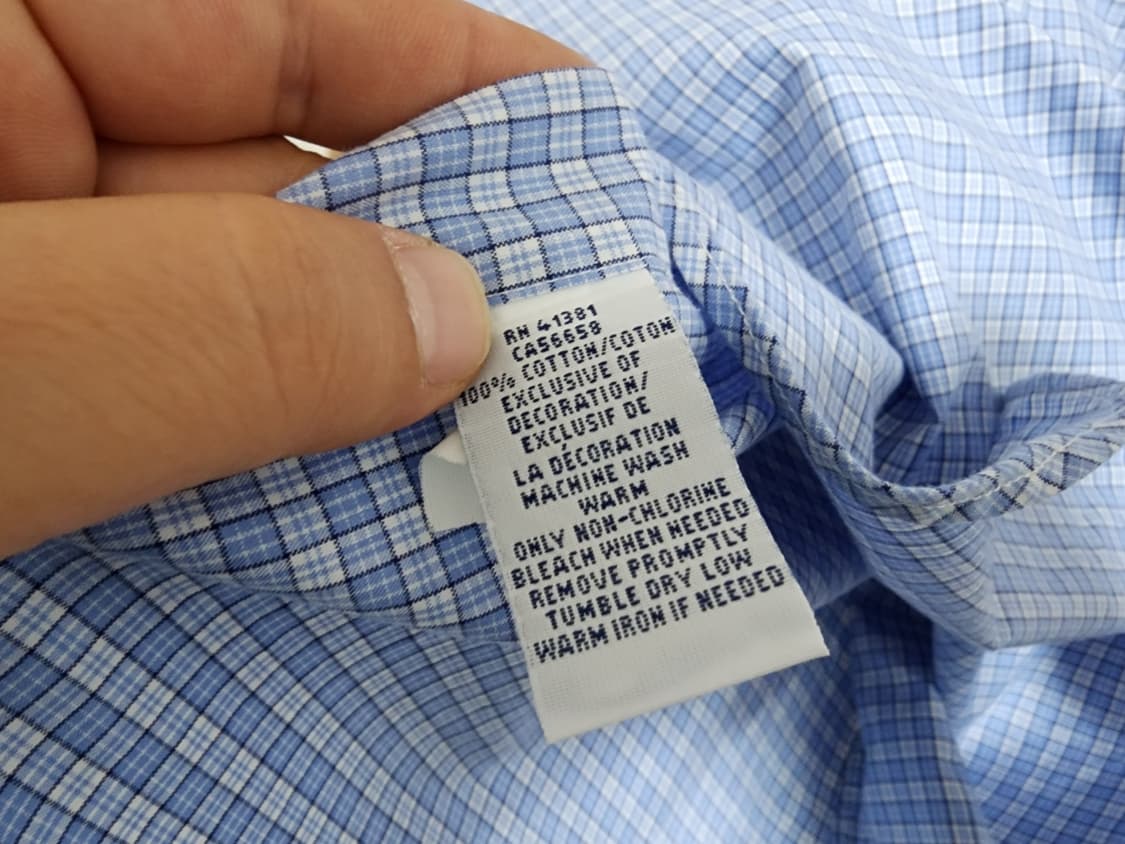 RN 41381
CA56658
100% COTTON/COTON
EXCLUSIVE OF
DECORATION/
EXCLUSIF DE
LA DÉCORATION
MACHINE WASH
WARM
ONLY NON-CHLORINE
BLEACH WHEN NEEDED
REMOVE PROMPTLY
TUMBLE DRY LOW
WARM IRON IF NEEDED